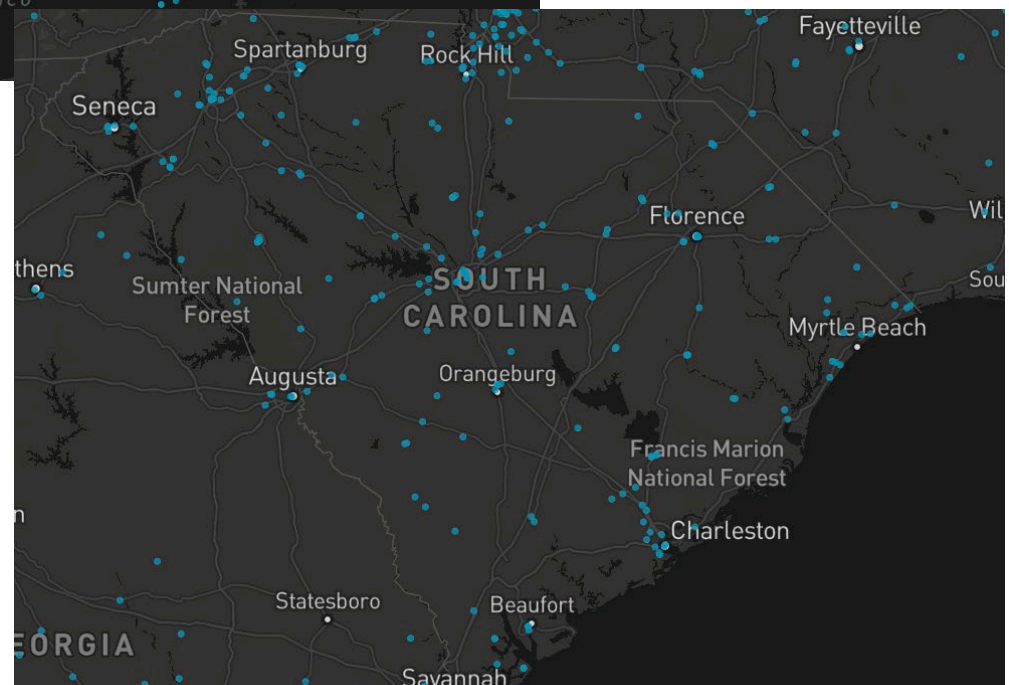 Fayetteville
Spartanburg
Rock Hill
Seneca
Florence
Wil
thens
Sumter National
Forest
SOUTH
CAROLINA
Sou
Myrtle Beach
Augusta
Orangeburg
Francis Marion
National Forest
n
Charleston
Statesboro
Beaufort
EORGIA
Savannah